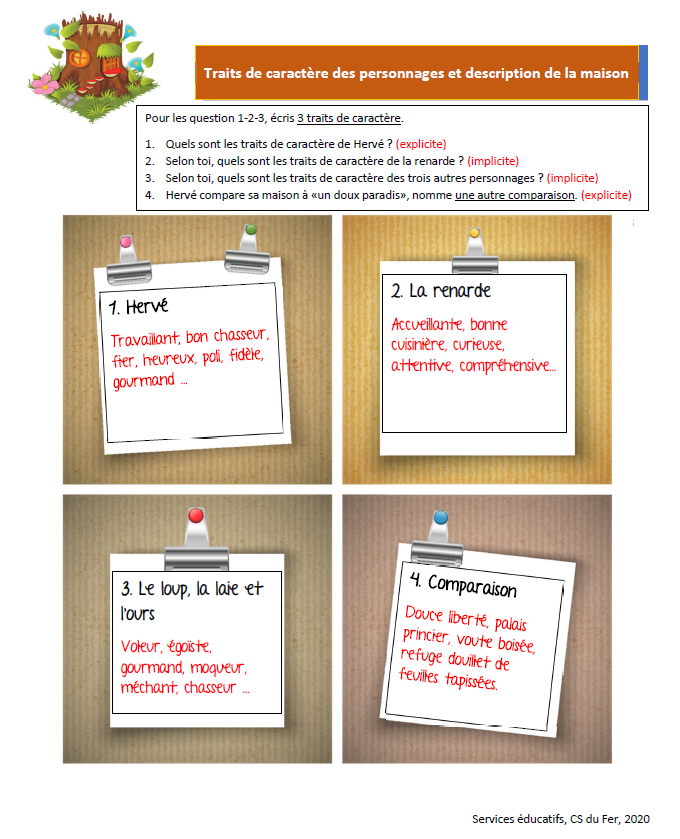 Traits de caractère des personnages et description de la maison
Pour les question 1-2-3, écris 3 traits de caractère.
1. Quels sont les traits de caractère de Hervé ? (explicite)
2. Selon toi, quels sont les traits de caractère de la renarde ? (implicite)
3. Selon toi, quels sont les traits de caractère des trois autres personnages ? (implicite)
4. Hervé compare sa maison à «un doux paradis», nomme une autre comparaison. (explicite)
1. Hervé
Travaillant, bon chasseur,
fier, heureux, poli, fidèle,
gourmand ...
2. La renarde
Accueillante, bonne
cuisinière, curieuse,
attentive, compréhensive...
3. Le loup, la laie et
l'ours
Voleur, égoïste,
gourmand, moqueur,
méchant, chasseur ...
4. Comparaison
Douce liberté, palais
princier, voute boisée,
refuge douillet de
feuilles tapissées.
Services éducatifs, CS du Fer, 2020